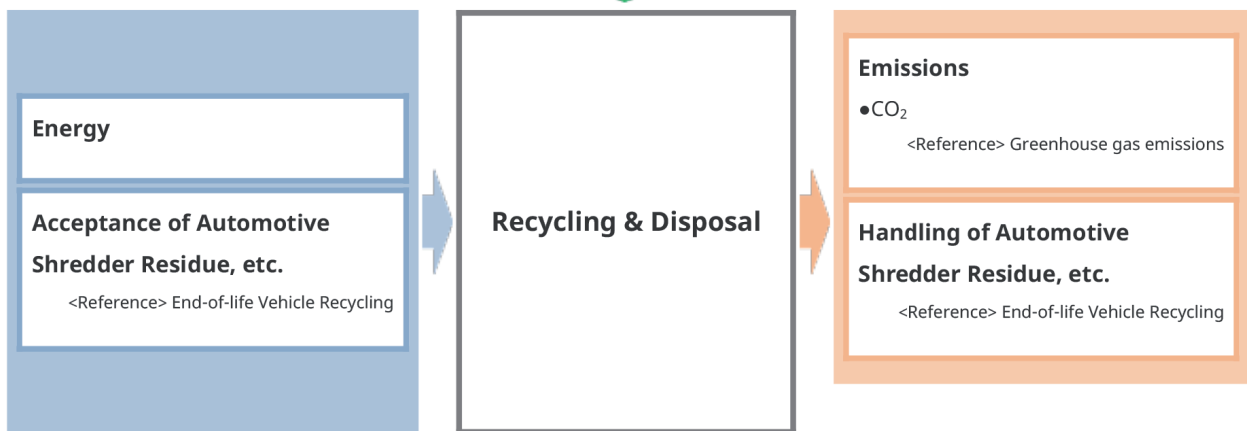 Energy
Acceptance of Automotive
Shredder Residue, etc.
<Reference> End-of-life Vehicle Recycling
Recycling & Disposal
Emissions
●CO₂
<Reference> Greenhouse gas emissions
Handling of Automotive
Shredder Residue, etc.
<Reference> End-of-life Vehicle Recycling